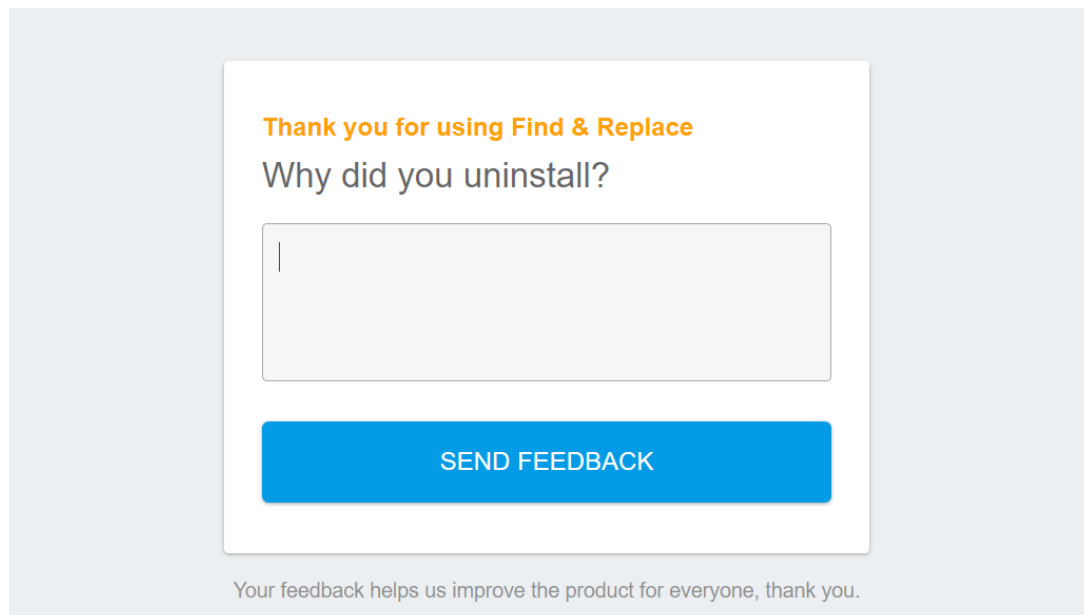 Thank you for using Find & Replace
Why did you uninstall?
SEND FEEDBACK
Your feedback helps us improve the product for everyone, thank you.